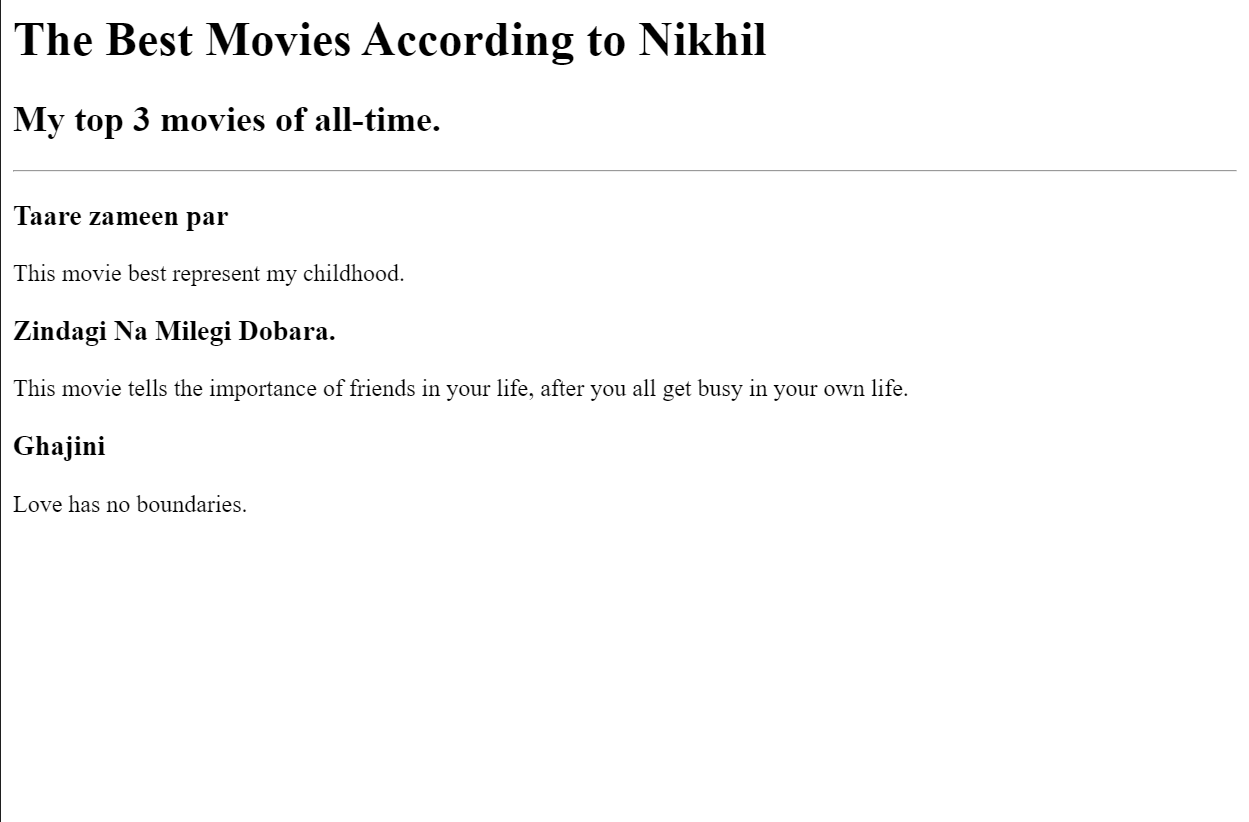 The Best Movies According to Nikhil
My top 3 movies of all-time.
Taare zameen par
This movie best represent my childhood.
Zindagi Na Milegi Dobara.
This movie tells the importance of friends in your life, after you all get busy in your own life.
Ghajini
Love has no boundaries.